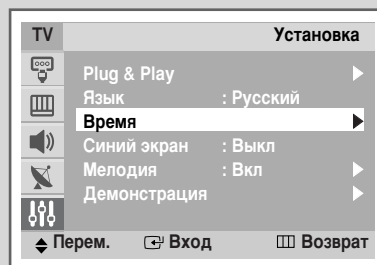 TV Установка
Plug & Play
Язык : Русский
Время
Синий экран : Выкл
Мелодия : Вкл
Демонстрация
Перем. Вход Возврат